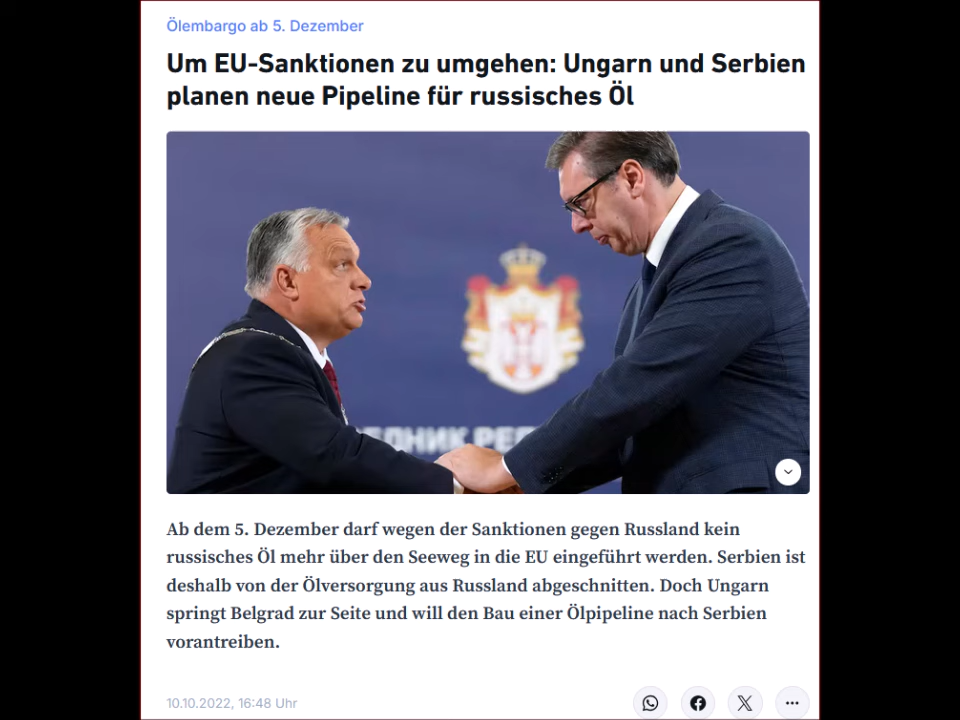 Ölembargo ab 5. Dezember
Um EU-Sanktionen zu umgehen: Ungarn und Serbien
planen neue Pipeline für russisches Öl
Ab dem 5. Dezember darf wegen der Sanktionen gegen Russland kein
russisches Öl mehr über den Seeweg in die EU eingeführt werden. Serbien ist
deshalb von der Ölversorgung aus Russland abgeschnitten. Doch Ungarn
springt Belgrad zur Seite und will den Bau einer Ölpipeline nach Serbien
vorantreiben.
10.10.2022, 16:48 Uhr